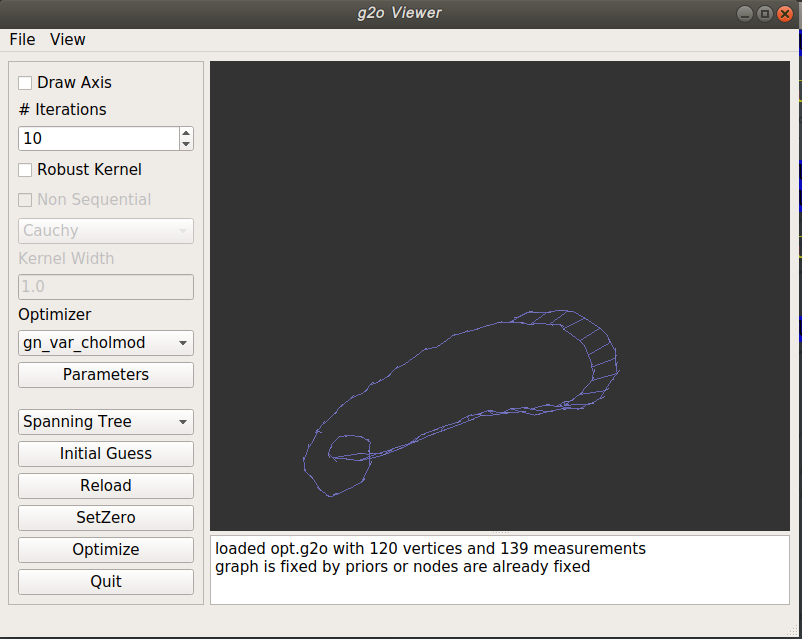 g2o Viewer
File View
Draw Axis
# Iterations
10
Robust Kernel
Non Sequential
Cauchy
Kernel Width
1.0
Optimizer
gn_var_cholmod
Parameters
Spanning Tree
Initial Guess
Reload
SetZero
Optimize
Quit
loaded opt.g2o with 120 vertices and 139 measurements
graph is fixed by priors or nodes are already fixed